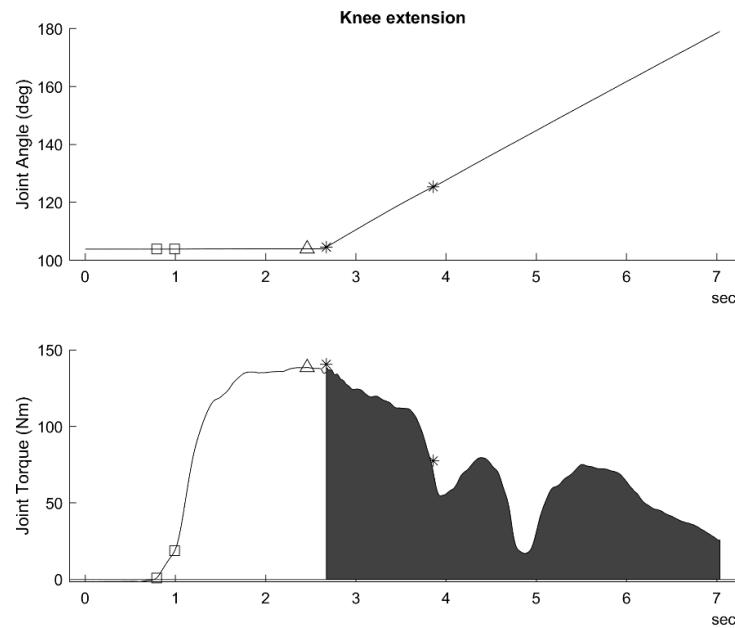 Knee extension
Joint Angle (deg)
180
160
140
120
100
0 1 2 3 4 5 6 7
sec
Joint Torque (Nm)
150
100
50
0
0 1 2 3 4 5 6 7
sec